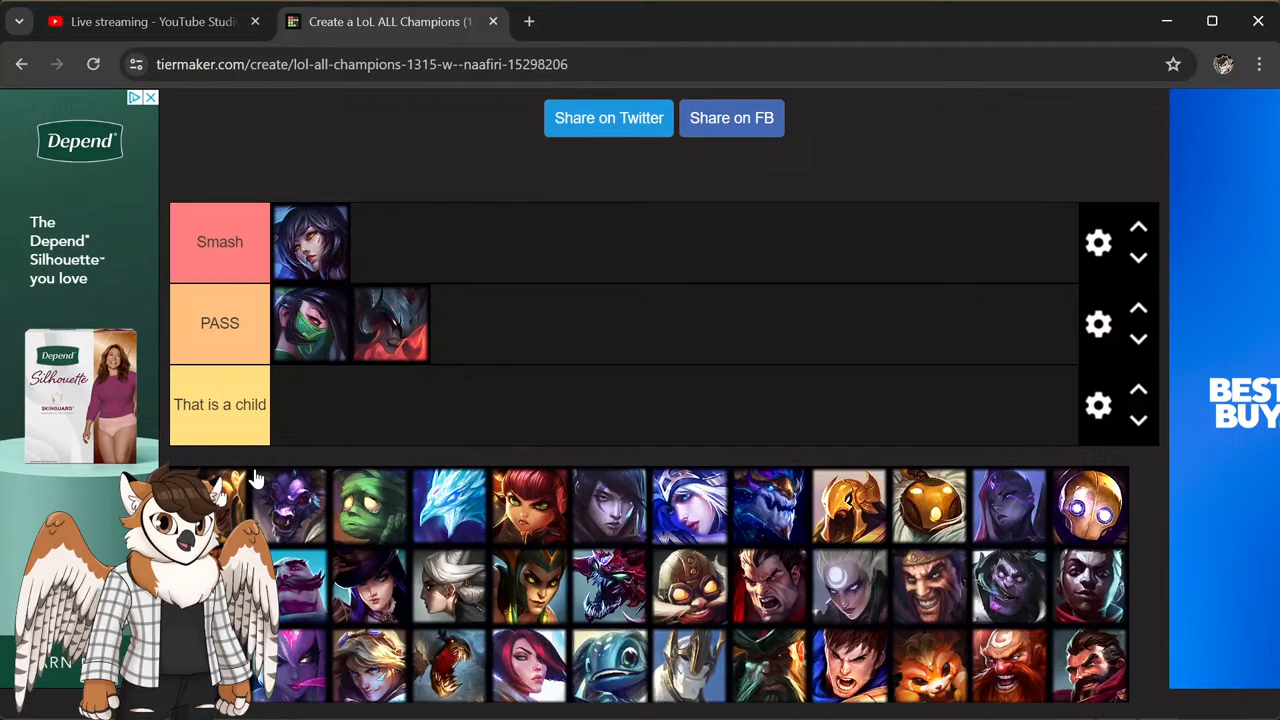 Live streaming - YouTube Studi
Create a LoL ALL Champions (1
tiermaker.com/create/lol-all-champions-1315-w--naafiri-15298206
Share on Twitter
Share on FB
Depend®
The
Depend®
Silhouette™
you love
Depend
Silhouette
SKINGUARD
Smash
PASS
That is a child
BEST
BUY